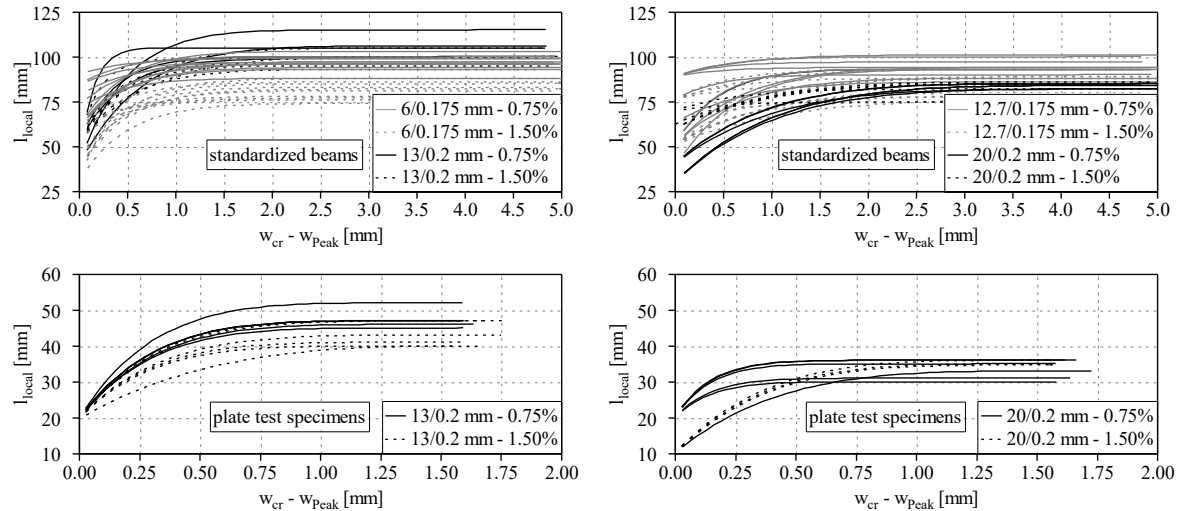 125
100
75
50
25
l_local [mm]
6/0.175 mm - 0.75%
6/0.175 mm - 1.50%
13/0.2 mm - 0.75%
13/0.2 mm - 1.50%
standardized beams
0.0 0.5 1.0 1.5 2.0 2.5 3.0 3.5 4.0 4.5 5.0
w_cr - w_Peak [mm]
125
100
75
50
25
l_local [mm]
12.7/0.175 mm - 0.75%
12.7/0.175 mm - 1.50%
20/0.2 mm - 0.75%
20/0.2 mm - 1.50%
standardized beams
0.0 0.5 1.0 1.5 2.0 2.5 3.0 3.5 4.0 4.5 5.0
w_cr - w_Peak [mm]
60
50
40
30
20
10
l_local [mm]
plate test specimens
13/0.2 mm - 0.75%
13/0.2 mm - 1.50%
0.00 0.25 0.50 0.75 1.00 1.25 1.50 1.75 2.00
w_cr - w_Peak [mm]
60
50
40
30
20
10
l_local [mm]
plate test specimens
20/0.2 mm - 0.75%
20/0.2 mm - 1.50%
0.00 0.25 0.50 0.75 1.00 1.25 1.50 1.75 2.00
w_cr - w_Peak [mm]